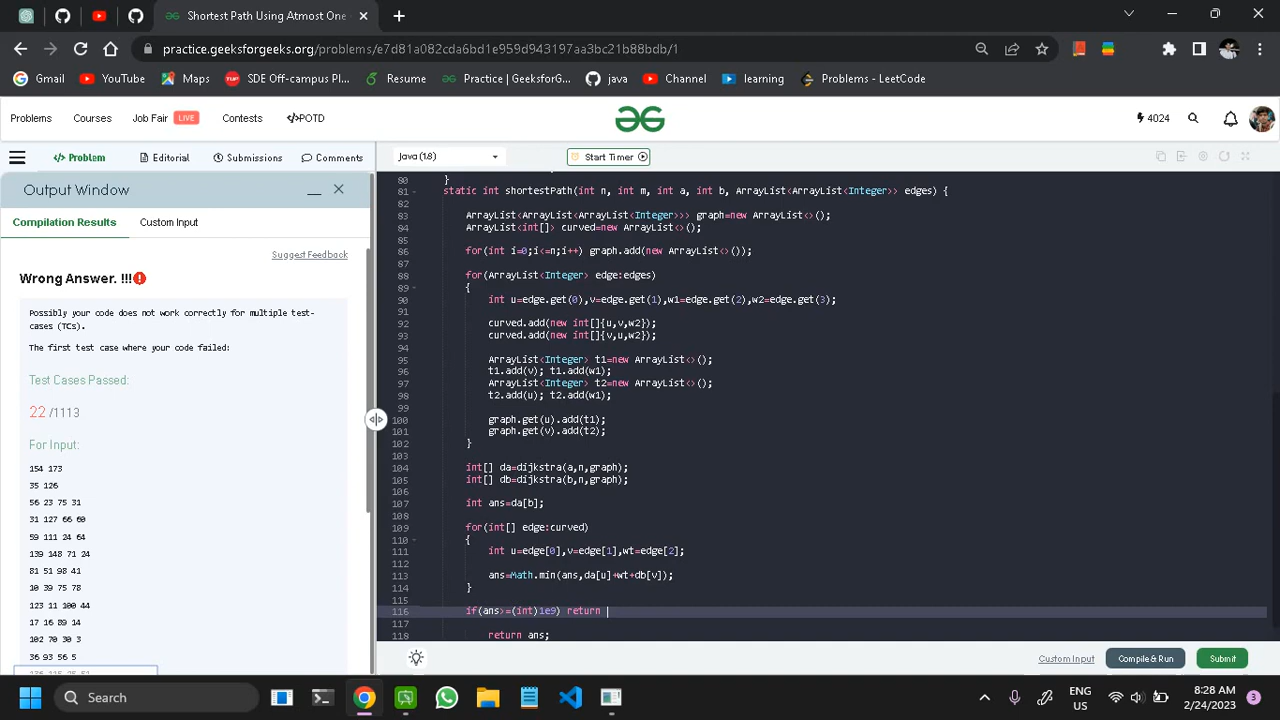 Shortest Path Using Atmost One
practice.geeksforgeeks.org/problems/e7d81a082cda6bd1e959d943197aa3bc21b88bdb/1
Gmail YouTube Maps SDE Off-campus Pl... Resume Practice | GeeksforG... java Channel learning Problems - LeetCode
Problems Courses Job Fair LIVE Contests </>POTD 4024
</> Problem Editorial Submissions Comments Java (1.8) Start Timer
Output Window
Compilation Results Custom Input
Suggest Feedback
Wrong Answer. !!!
Possibly your code does not work correctly for multiple test-
cases (TCs).
The first test case where your code failed:
Test Cases Passed:
22 /1113
For Input:
154 173
35 126
56 23 75 31
31 127 66 60
59 111 24 64
139 148 71 24
81 51 98 41
10 39 75 78
123 11 100 44
17 16 89 14
102 70 30 3
36 93 56 5
80 }
81 static int shortestPath(int n, int m, int a, int b, ArrayList<ArrayList<Integer>> edges) {
82
83 ArrayList<ArrayList<ArrayList<Integer>>> graph=new ArrayList<>();
84 ArrayList<int[]> curved=new ArrayList<>();
85
86 for(int i=0;i<=n;i++) graph.add(new ArrayList<>());
87
88 for(ArrayList<Integer> edge:edges)
89 {
90 int u=edge.get(0),v=edge.get(1),w1=edge.get(2),w2=edge.get(3);
91
92 curved.add(new int[]{u,v,w2});
93 curved.add(new int[]{v,u,w2});
94
95 ArrayList<Integer> t1=new ArrayList<>();
96 t1.add(v); t1.add(w1);
97 ArrayList<Integer> t2=new ArrayList<>();
98 t2.add(u); t2.add(w1);
99
100 graph.get(u).add(t1);
101 graph.get(v).add(t2);
102 }
103
104 int[] da=dijkstra(a,n,graph);
105 int[] db=dijkstra(b,n,graph);
106
107 int ans=da[b];
108
109 for(int[] edge:curved)
110 {
111 int u=edge[0],v=edge[1],wt=edge[2];
112
113 ans=Math.min(ans,da[u]+wt+db[v]);
114 }
115
116 if(ans>=(int)1e9) return
117
118 return ans;
Custom Input Compile & Run Submit
Search
ENG
US
8:28 AM
2/24/2023
3